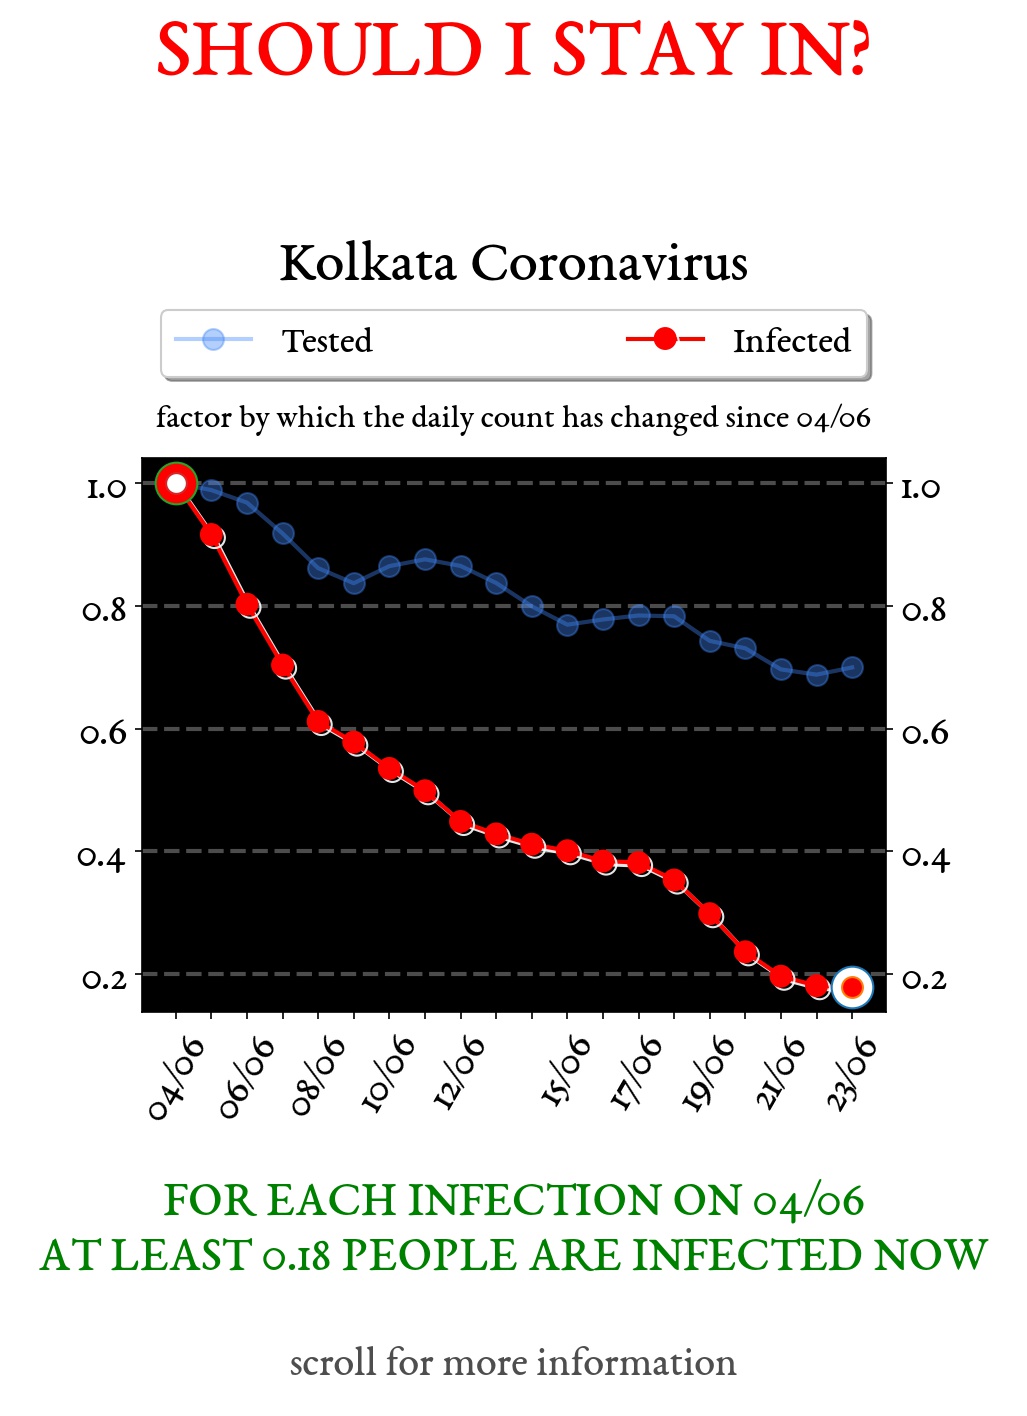 SHOULD I STAY IN?
Kolkata Coronavirus
Tested Infected
factor by which the daily count has changed since 04/06
1.0 1.0
0.8 0.8
0.6 0.6
0.4 0.4
0.2 0.2
04/06 06/06 08/06 10/06 12/06 15/06 17/06 19/06 21/06 23/06
FOR EACH INFECTION ON 04/06
AT LEAST 0.18 PEOPLE ARE INFECTED NOW
scroll for more information